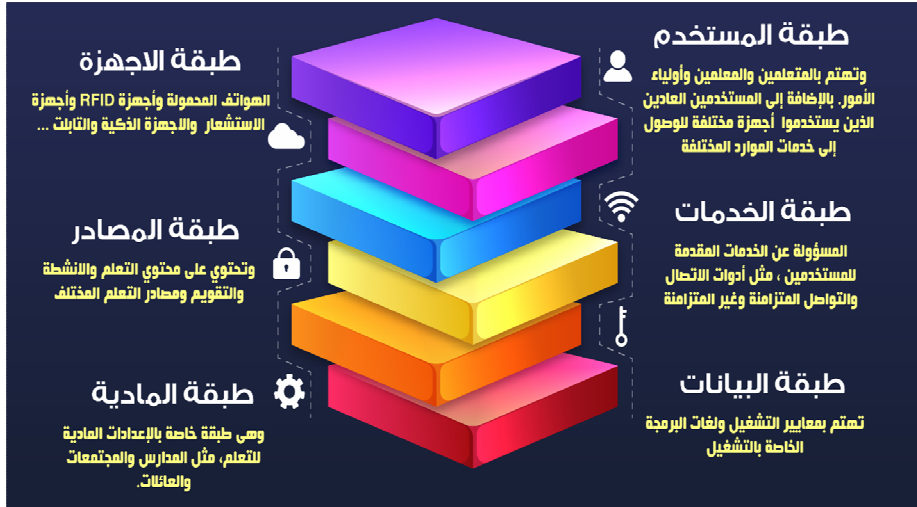 طبقة المستخدم
وتهتم بالمتعلمين والمعلمين وأولياء
الأمور. بالإضافة إلى المستخدمين العادين
الذين يستخدموا أجهزة مختلفة للوصول
إلى خدمات الموارد المختلفة
طبقة الاجهزة
الهواتف المحمولة وأجهزة RFID وأجهزة
الاستشعار والاجهزة الذكية والتابلت ...
طبقة الخدمات
المسؤولة عن الخدمات المقدمة
للمستخدمين ، مثل أدوات الاتصال
والتواصل المتزامنة وغير المتزامنة
طبقة المصادر
وتحتوي على محتوي التعلم والانشطة
والتقويم ومصادر التعلم المختلف
طبقة البيانات
تهتم بمعايير التشغيل ولغات البرمجة
الخاصة بالتشغيل
طبقة المادية
وهى طبقة خاصة بالإعدادات المادية
للتعلم، مثل المدارس والمجتمعات
والعائلات.